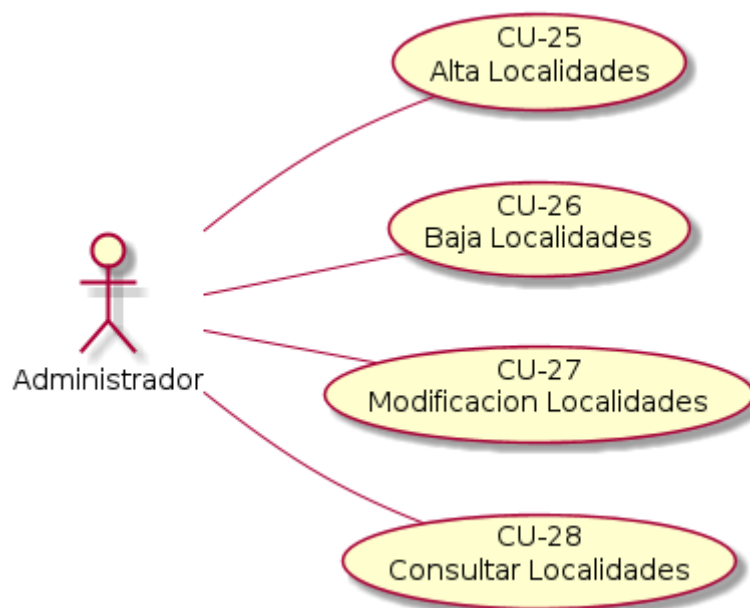 CU-25
Alta Localidades
CU-26
Baja Localidades
Administrador
CU-27
Modificacion Localidades
CU-28
Consultar Localidades